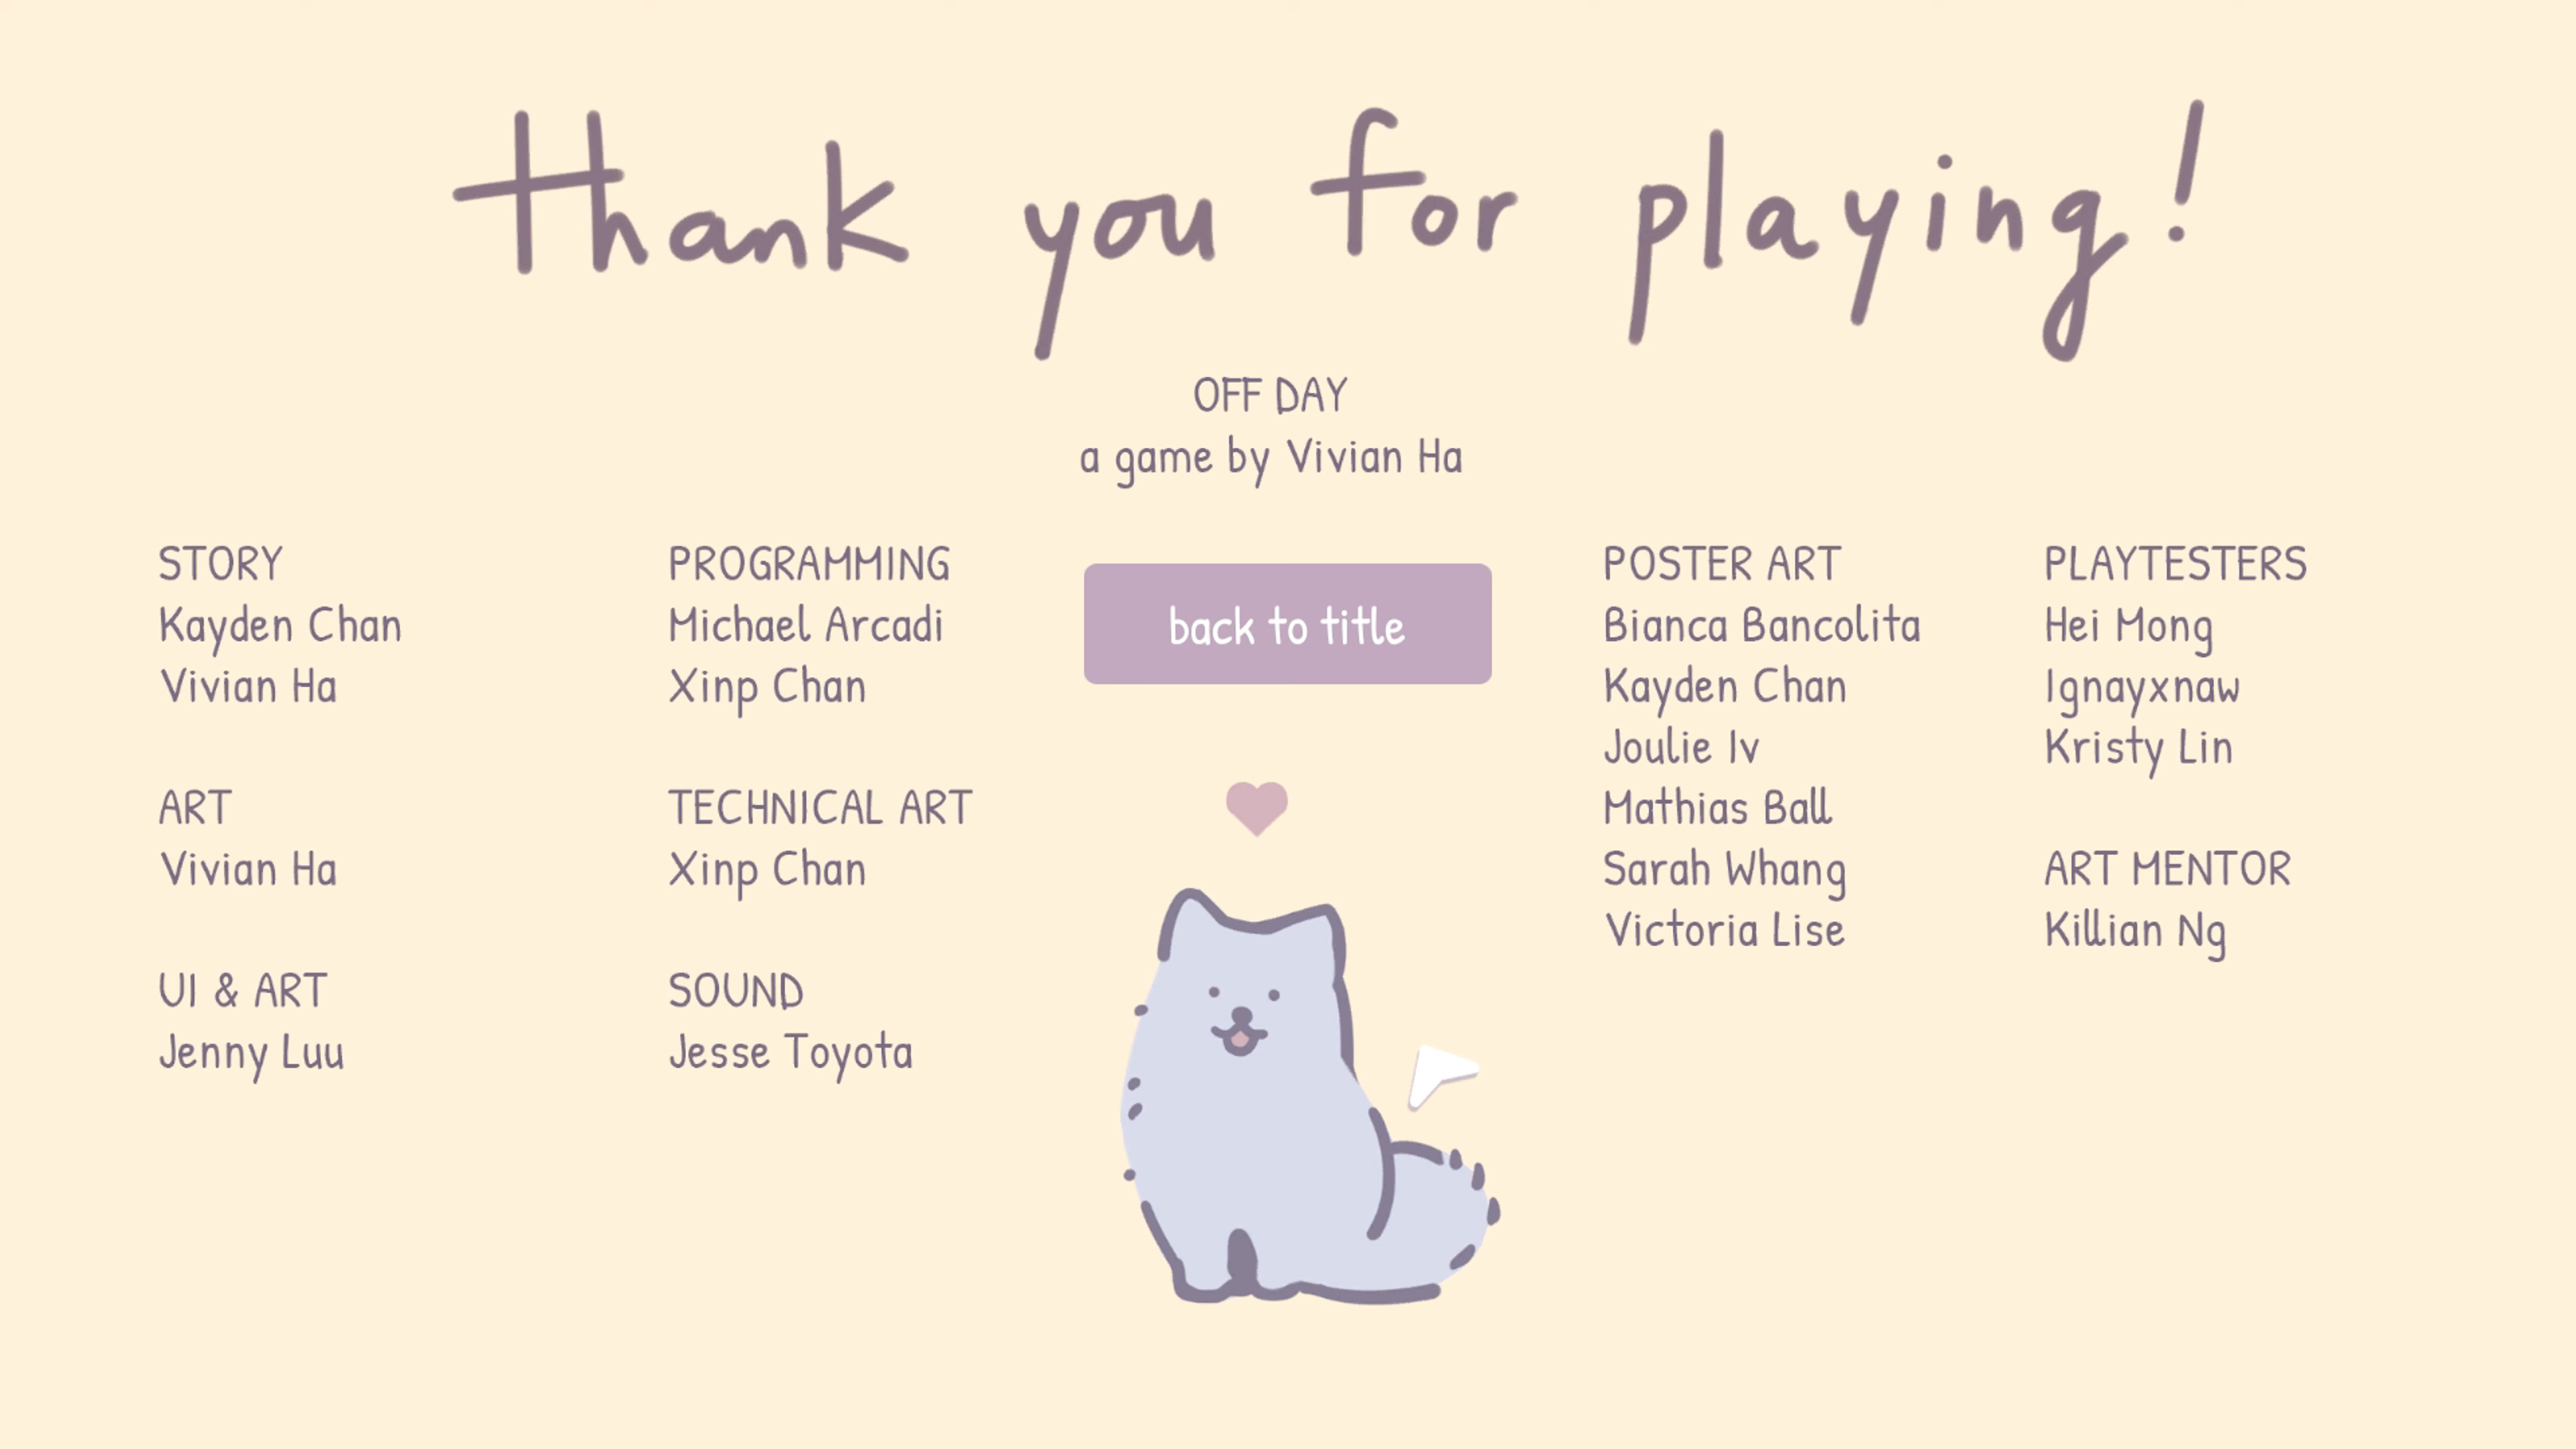 thank you for playing!
OFF DAY
a game by Vivian Ha
STORY
Kayden Chan
Vivian Ha
ART
Vivian Ha
UI & ART
Jenny Luu
PROGRAMMING
Michael Arcadi
Xinp Chan
TECHNICAL ART
Xinp Chan
SOUND
Jesse Toyota
back to title
POSTER ART
Bianca Bancolita
Kayden Chan
Joulie Iv
Mathias Ball
Sarah Whang
Victoria Lise
PLAYTESTERS
Hei Mong
Ignayxnaw
Kristy Lin
ART MENTOR
Killian Ng